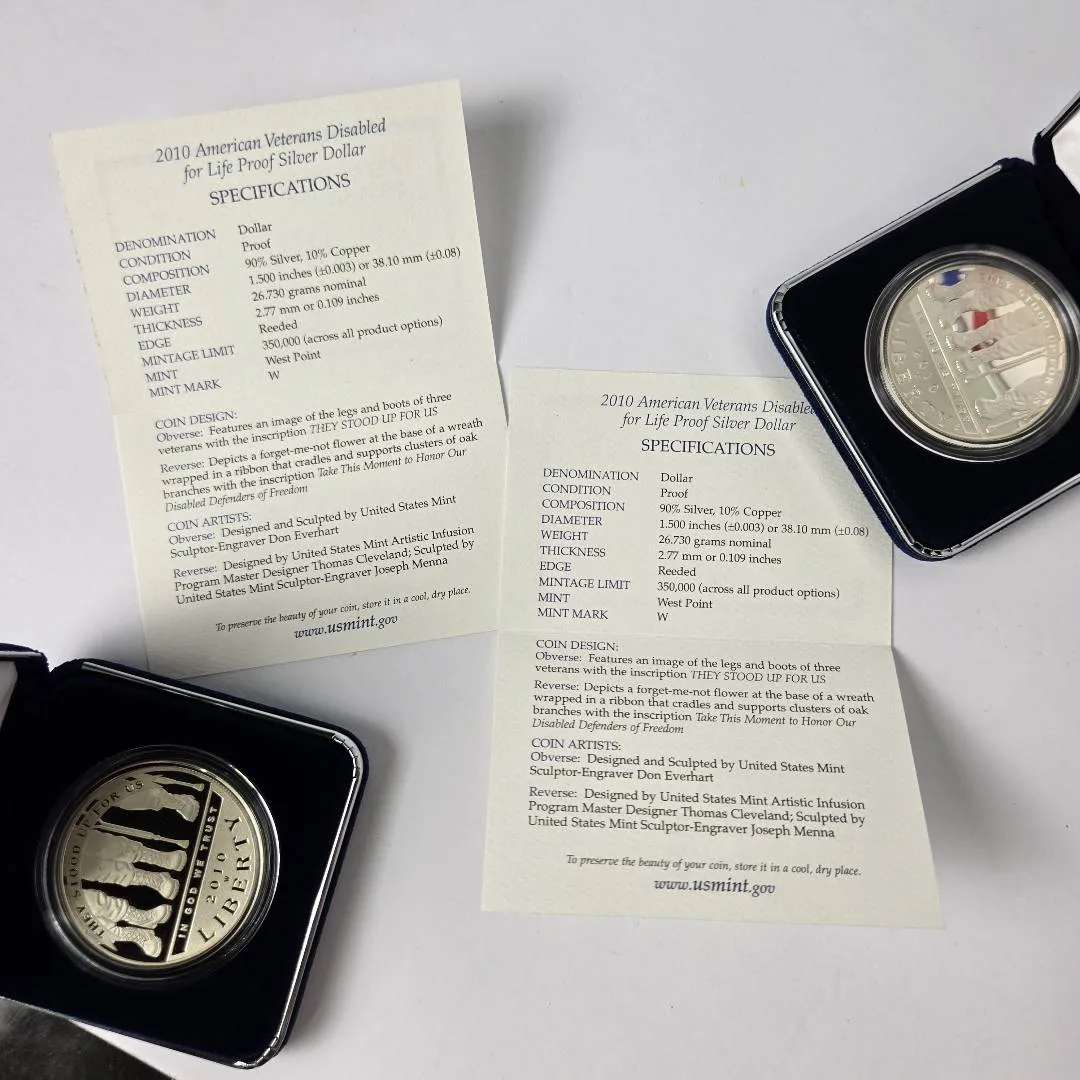 2010 American Veterans Disabled
for Life Proof Silver Dollar
SPECIFICATIONS
DENOMINATION Dollar
CONDITION Proof
COMPOSITION 90% Silver, 10% Copper
DIAMETER 1.500 inches (±0.003) or 38.10 mm (±0.08)
WEIGHT 26.730 grams nominal
THICKNESS 2.77 mm or 0.109 inches
EDGE Reeded
MINTAGE LIMIT 350,000 (across all product options)
MINT West Point
MINT MARK W
COIN DESIGN:
Obverse: Features an image of the legs and boots of three
veterans with the inscription THEY STOOD UP FOR US
Reverse: Depicts a forget-me-not flower at the base of a wreath
wrapped in a ribbon that cradles and supports clusters of oak
branches with the inscription Take This Moment to Honor Our
Disabled Defenders of Freedom
COIN ARTISTS:
Obverse: Designed and Sculpted by United States Mint
Sculptor-Engraver Don Everhart
Reverse: Designed by United States Mint Artistic Infusion
Program Master Designer Thomas Cleveland; Sculpted by
United States Mint Sculptor-Engraver Joseph Menna
To preserve the beauty of your coin, store it in a cool, dry place.
www.usmint.gov
2010 American Veterans Disable
for Life Proof Silver Dollar
SPECIFICATIONS
DENOMINATION Dollar
CONDITION Proof
COMPOSITION 90% Silver, 10% Copper
DIAMETER 1.500 inches (±0.003) or 38.10 mm (±0.08)
WEIGHT 26.730 grams nominal
THICKNESS 2.77 mm or 0.109 inches
EDGE Reeded
MINTAGE LIMIT 350,000 (across all product options)
MINT West Point
MINT MARK W
COIN DESIGN:
Obverse: Features an image of the legs and boots of three
veterans with the inscription THEY STOOD UP FOR US
Reverse: Depicts a forget-me-not flower at the base of a wreath
wrapped in a ribbon that cradles and supports clusters of oak
branches with the inscription Take This Moment to Honor Our
Disabled Defenders of Freedom
COIN ARTISTS:
Obverse: Designed and Sculpted by United States Mint
Sculptor-Engraver Don Everhart
Reverse: Designed by United States Mint Artistic Infusion
Program Master Designer Thomas Cleveland; Sculpted by
United States Mint Sculptor-Engraver Joseph Menna
To preserve the beauty of your coin, store it in a cool, dry place.
www.usmint.gov
THEY STOOD UP FOR US
IN GOD WE TRUST
2010
W
LIBERTY
THEY STOOD UP
2010